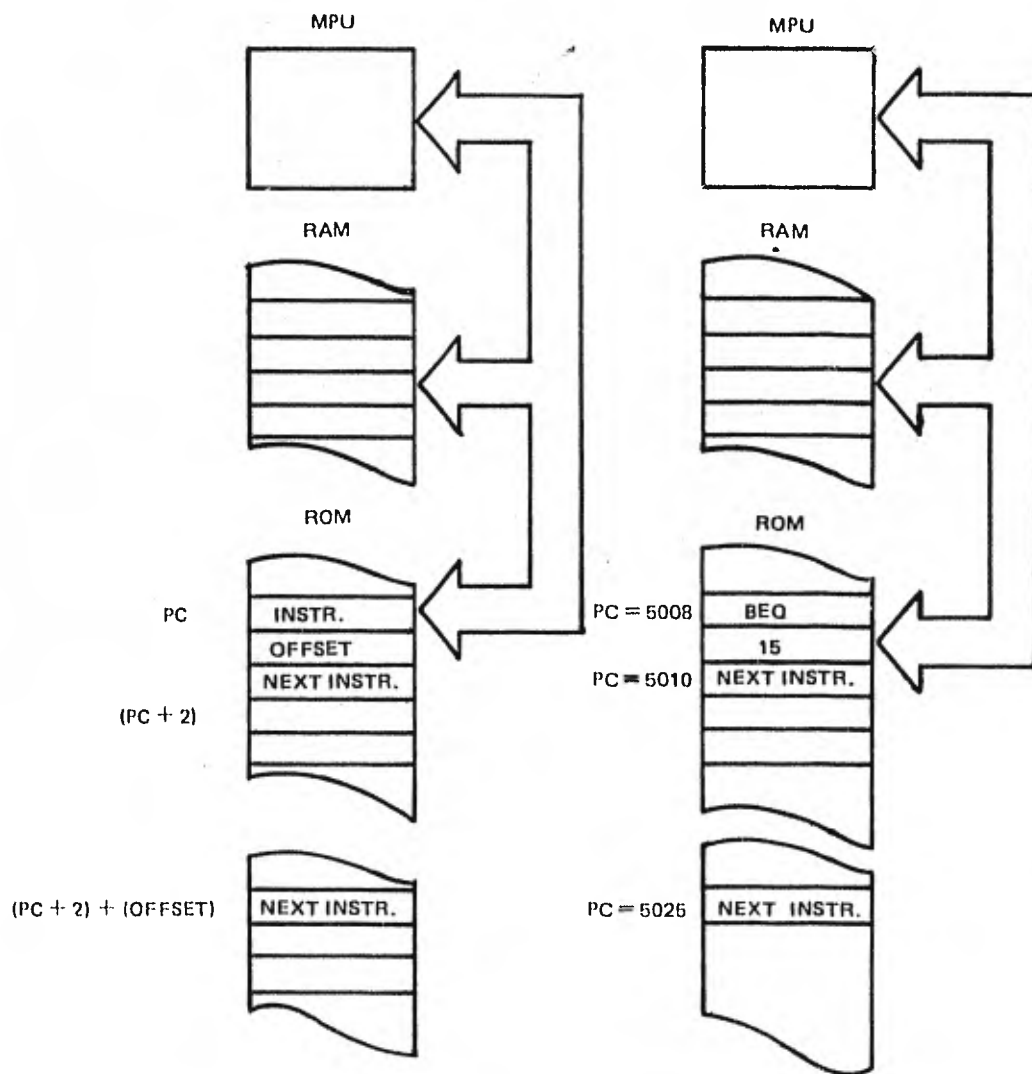 MPU
RAM
ROM
PC
INSTR.
OFFSET
NEXT INSTR.
(PC + 2)
(PC + 2) + (OFFSET)
NEXT INSTR.
MPU
RAM
ROM
PC = 5008
BEQ
15
PC = 5010
NEXT INSTR.
PC = 5025
NEXT INSTR.